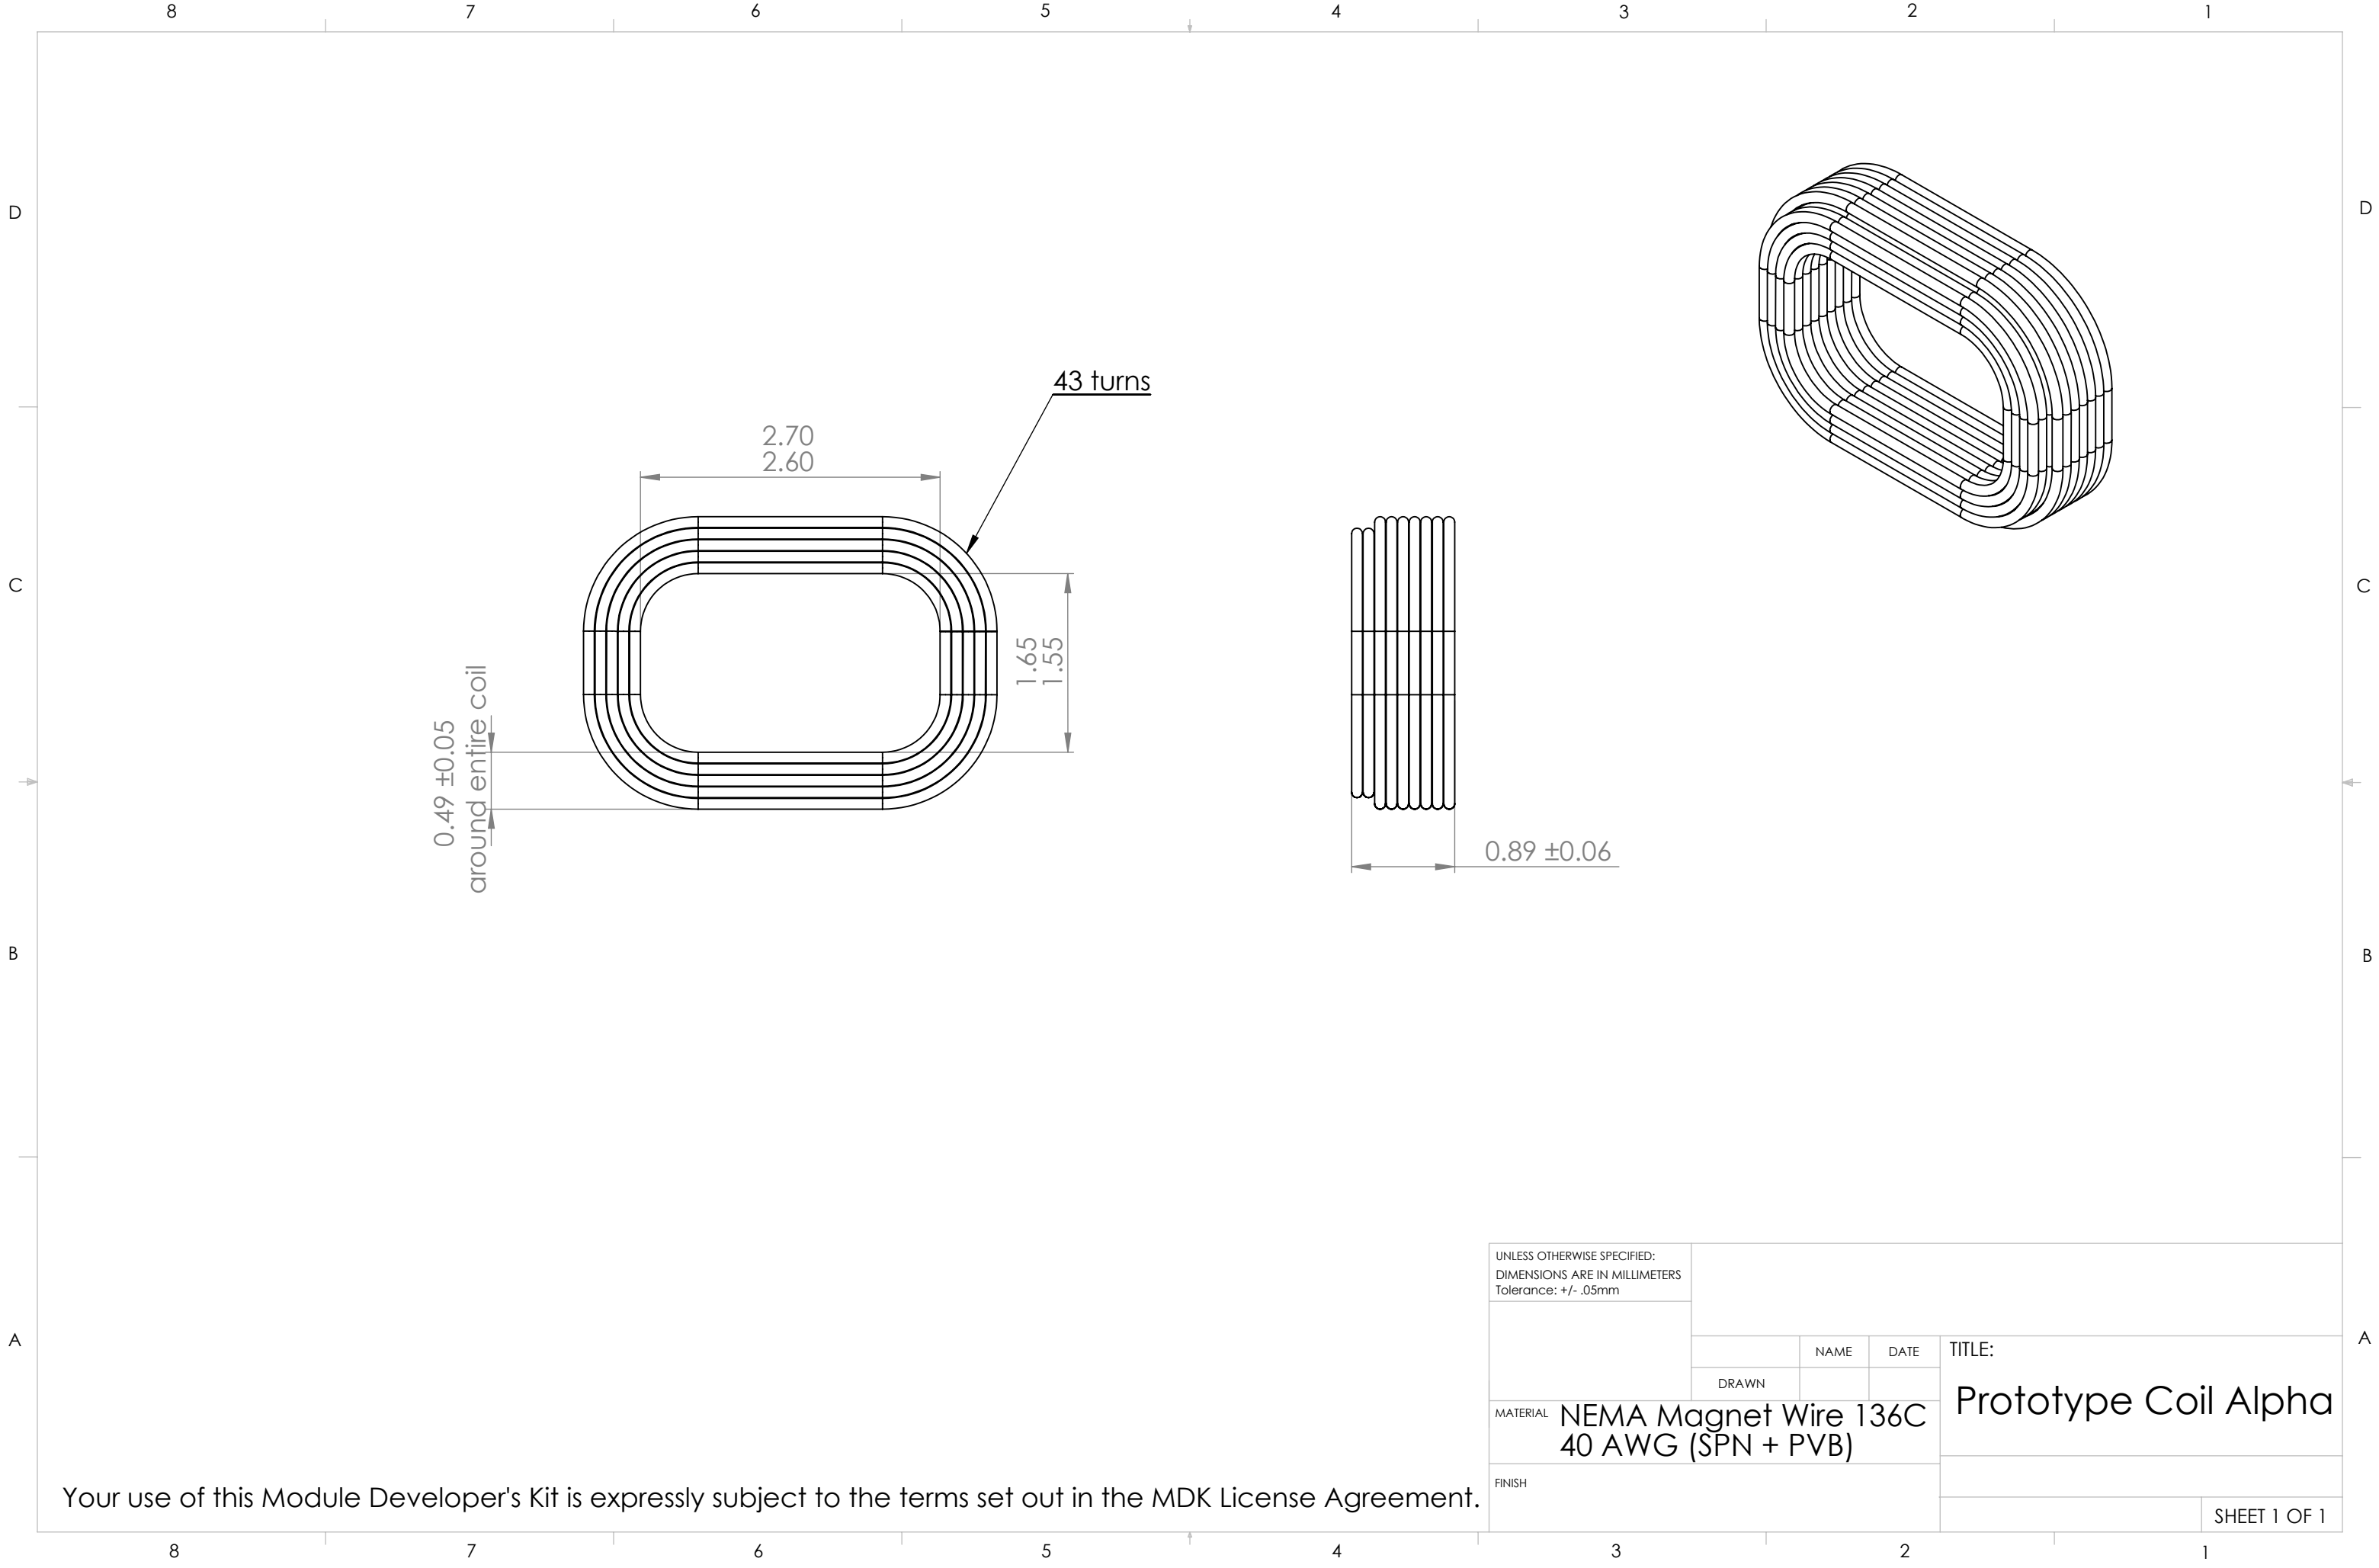 8 7 6 5 4 3 2 1
D D
43 turns
2.70
2.60
C C
1.65
1.55
0.49 ±0.05
around entire coil
0.89 ±0.06
B B
UNLESS OTHERWISE SPECIFIED:
DIMENSIONS ARE IN MILLIMETERS
Tolerance: +/- .05mm
A A
NAME DATE
DRAWN
TITLE:
Prototype Coil Alpha
MATERIAL NEMA Magnet Wire 136C
40 AWG (SPN + PVB)
FINISH
Your use of this Module Developer's Kit is expressly subject to the terms set out in the MDK License Agreement.
SHEET 1 OF 1
8 7 6 5 4 3 2 1